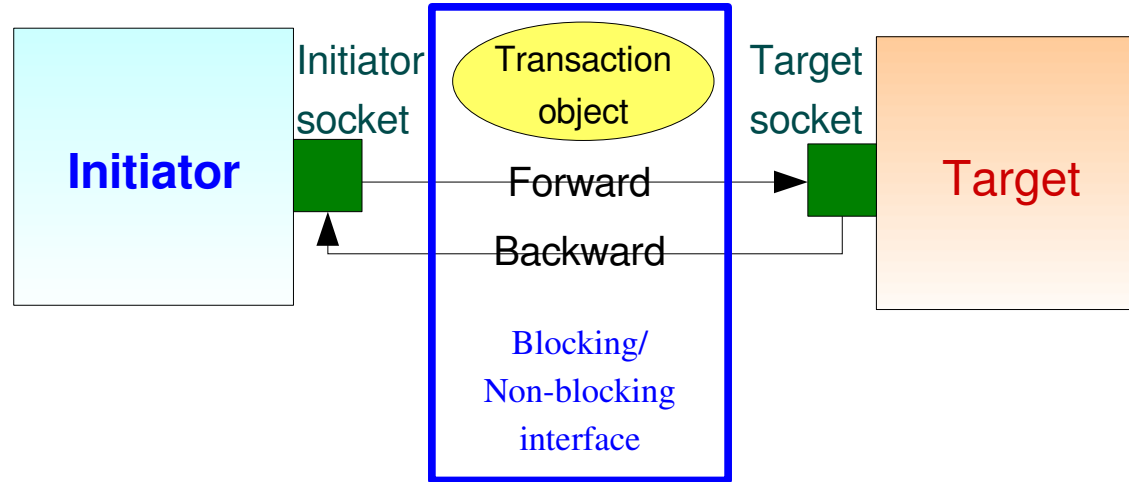 Initiator
Initiator
socket
Transaction
object
Forward
Backward
Blocking/
Non-blocking
interface
Target
socket
Target